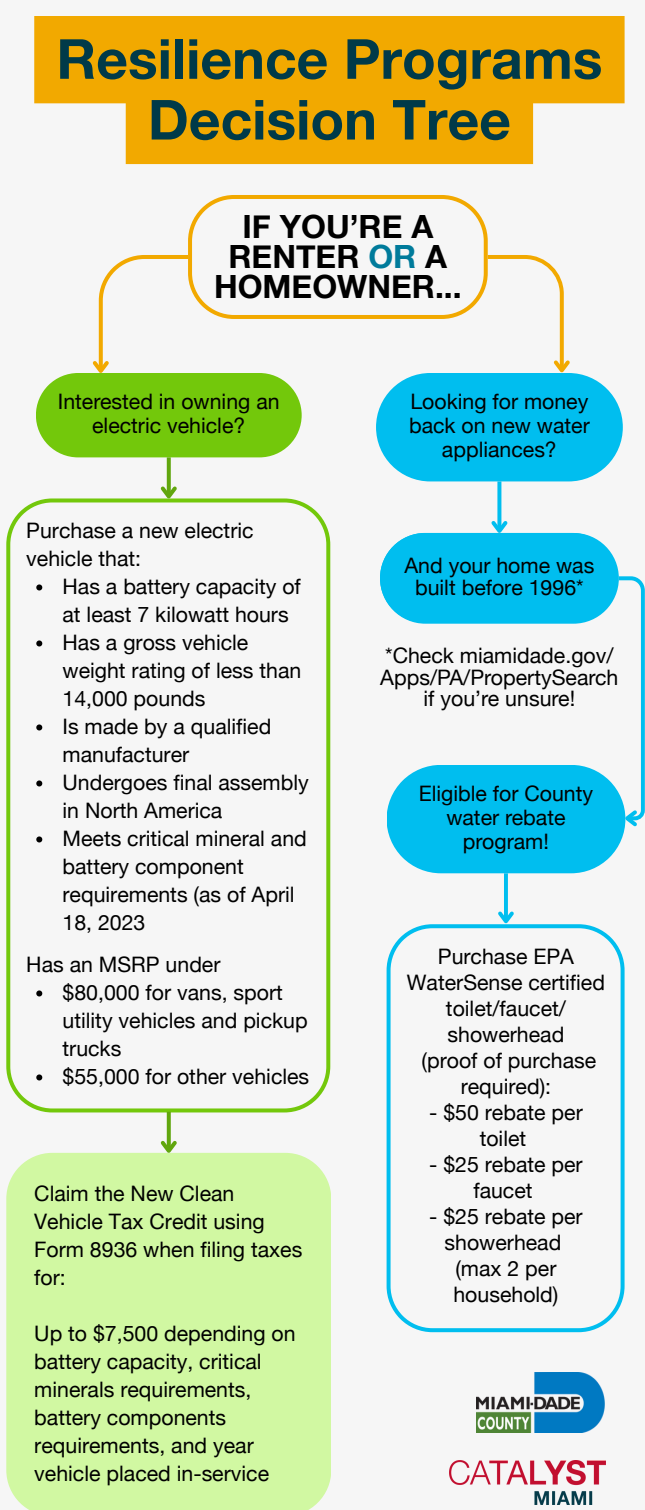 Resilience Programs
Decision Tree
IF YOU'RE A
RENTER OR A
HOMEOWNER...
Interested in owning an
electric vehicle?
Purchase a new electric
vehicle that:
• Has a battery capacity of
at least 7 kilowatt hours
• Has a gross vehicle
weight rating of less than
14,000 pounds
• Is made by a qualified
manufacturer
• Undergoes final assembly
in North America
• Meets critical mineral and
battery component
requirements (as of April
18, 2023
Has an MSRP under
• $80,000 for vans, sport
utility vehicles and pickup
trucks
• $55,000 for other vehicles
Claim the New Clean
Vehicle Tax Credit using
Form 8936 when filing taxes
for:
Up to $7,500 depending on
battery capacity, critical
minerals requirements,
battery components
requirements, and year
vehicle placed in-service
Looking for money
back on new water
appliances?
And your home was
built before 1996*
*Check miamidade.gov/
Apps/PA/PropertySearch
if you're unsure!
Eligible for County
water rebate
program!
Purchase EPA
WaterSense certified
toilet/faucet/
showerhead
(proof of purchase
required):
- $50 rebate per
toilet
- $25 rebate per
faucet
- $25 rebate per
showerhead
(max 2 per
household)
MIAMI-DADE
COUNTY
CATALYST
MIAMI